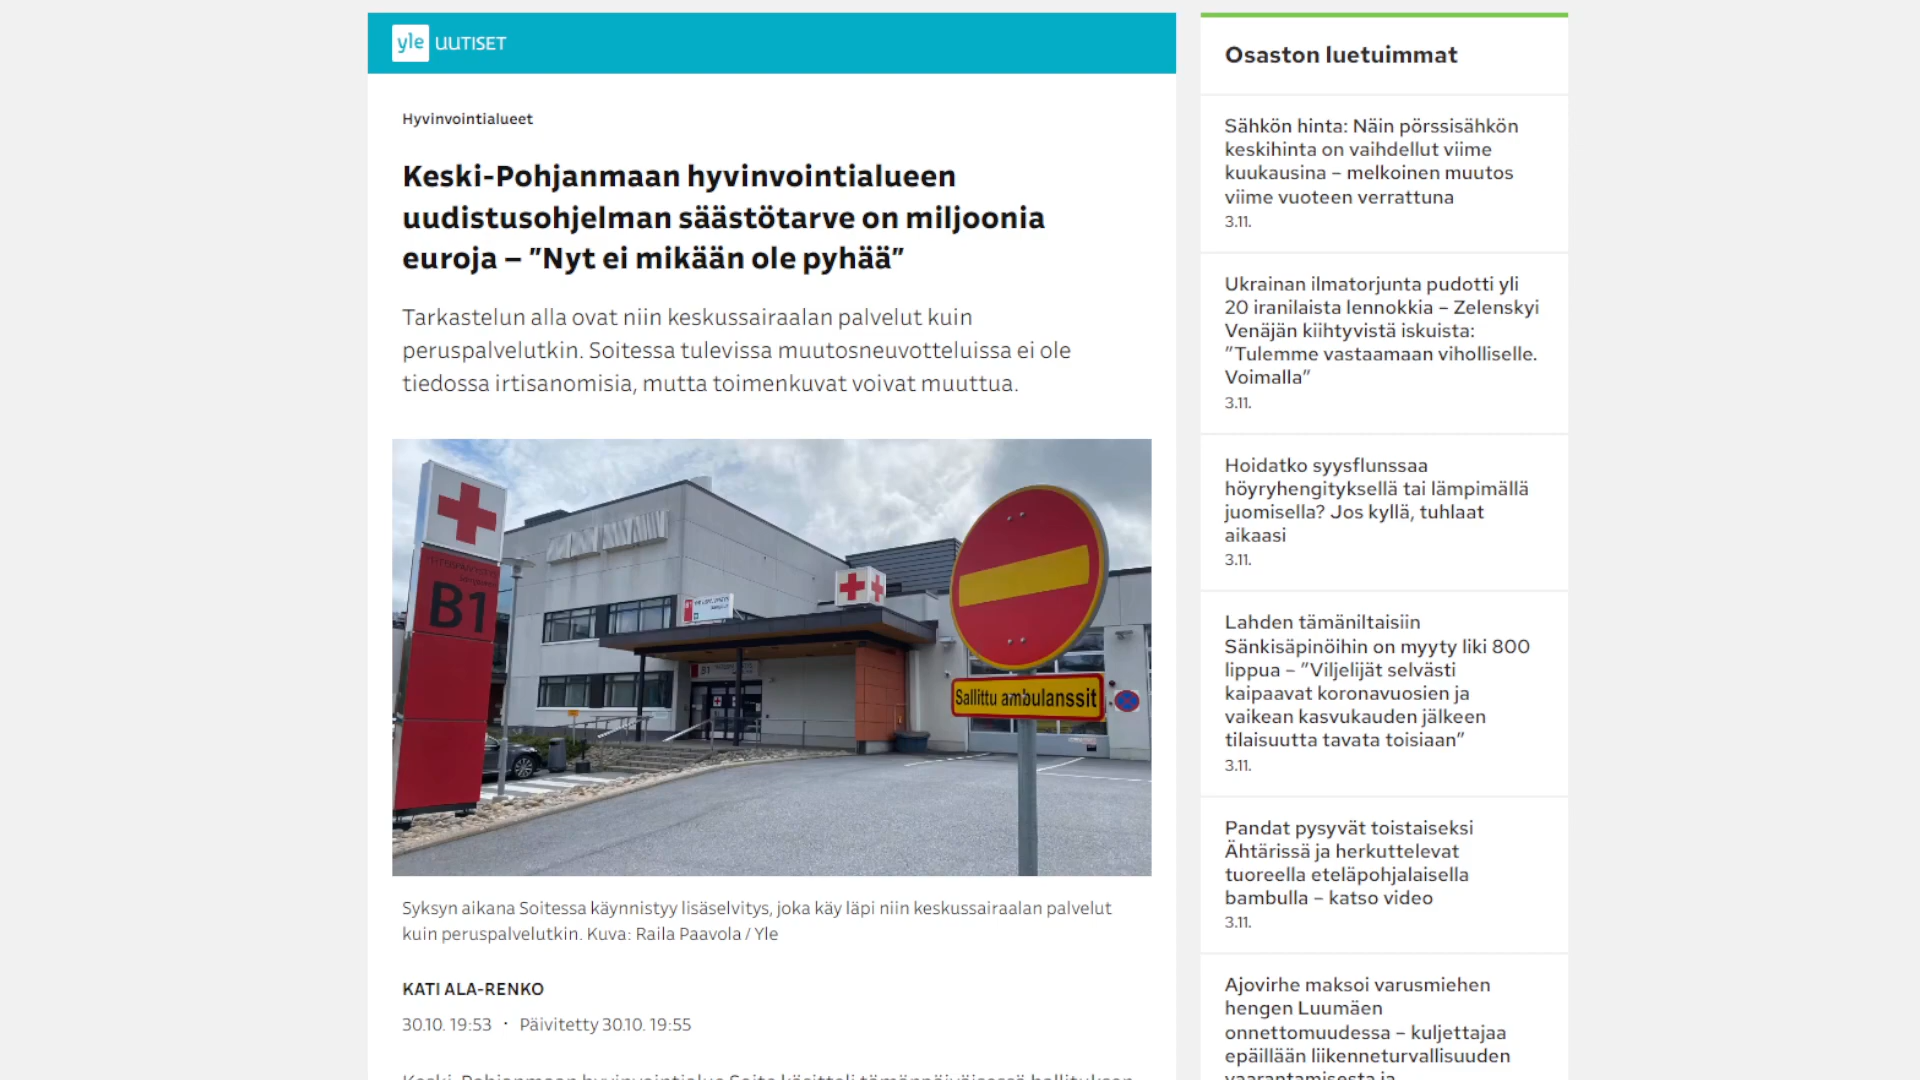 yle UUTISET
Hyvinvointialueet
Keski-Pohjanmaan hyvinvointialueen
uudistusohjelman säästötarve on miljoonia
euroja – ”Nyt ei mikään ole pyhää”
Tarkastelun alla ovat niin keskussairaalan palvelut kuin
peruspalvelutkin. Soitessa tulevissa muutosneuvotteluissa ei ole
tiedossa irtisanomisia, mutta toimenkuvat voivat muuttua.
B1
B1
Sallittu ambulanssit
Syksyn aikana Soitessa käynnistyy lisäselvitys, joka käy läpi niin keskussairaalan palvelut
kuin peruspalvelutkin. Kuva: Raila Paavola / Yle
KATI ALA-RENKO
30.10. 19:53 · Päivitetty 30.10. 19:55
Keski-Pohjanmaan hyvinvointialue Soite käsitteli tämänpäiväisessä hallituksen
Osaston luetuimmat
Sähkön hinta: Näin pörssisähkön
keskihinta on vaihdellut viime
kuukausina – melkoinen muutos
viime vuoteen verrattuna
3.11.
Ukrainan ilmatorjunta pudotti yli
20 iranilaista lennokkia – Zelenskyi
Venäjän kiihtyvistä iskuista:
”Tulemme vastaamaan viholliselle.
Voimalla”
3.11.
Hoidatko syysflunssaa
höyryhengityksellä tai lämpimällä
juomisella? Jos kyllä, tuhlaat
aikaasi
3.11.
Lahden tämäniltaisiin
Sänkisäpinöihin on myyty liki 800
lippua – ”Viljelijät selvästi
kaipaavat koronavuosien ja
vaikean kasvukauden jälkeen
tilaisuutta tavata toisiaan”
3.11.
Pandat pysyvät toistaiseksi
Ähtärissä ja herkuttelevat
tuoreella eteläpohjalaisella
bambulla – katso video
3.11.
Ajovirhe maksoi varusmiehen
hengen Luumäen
onnettomuudessa – kuljettajaa
epäillään liikenneturvallisuuden
vaarantamisesta ja